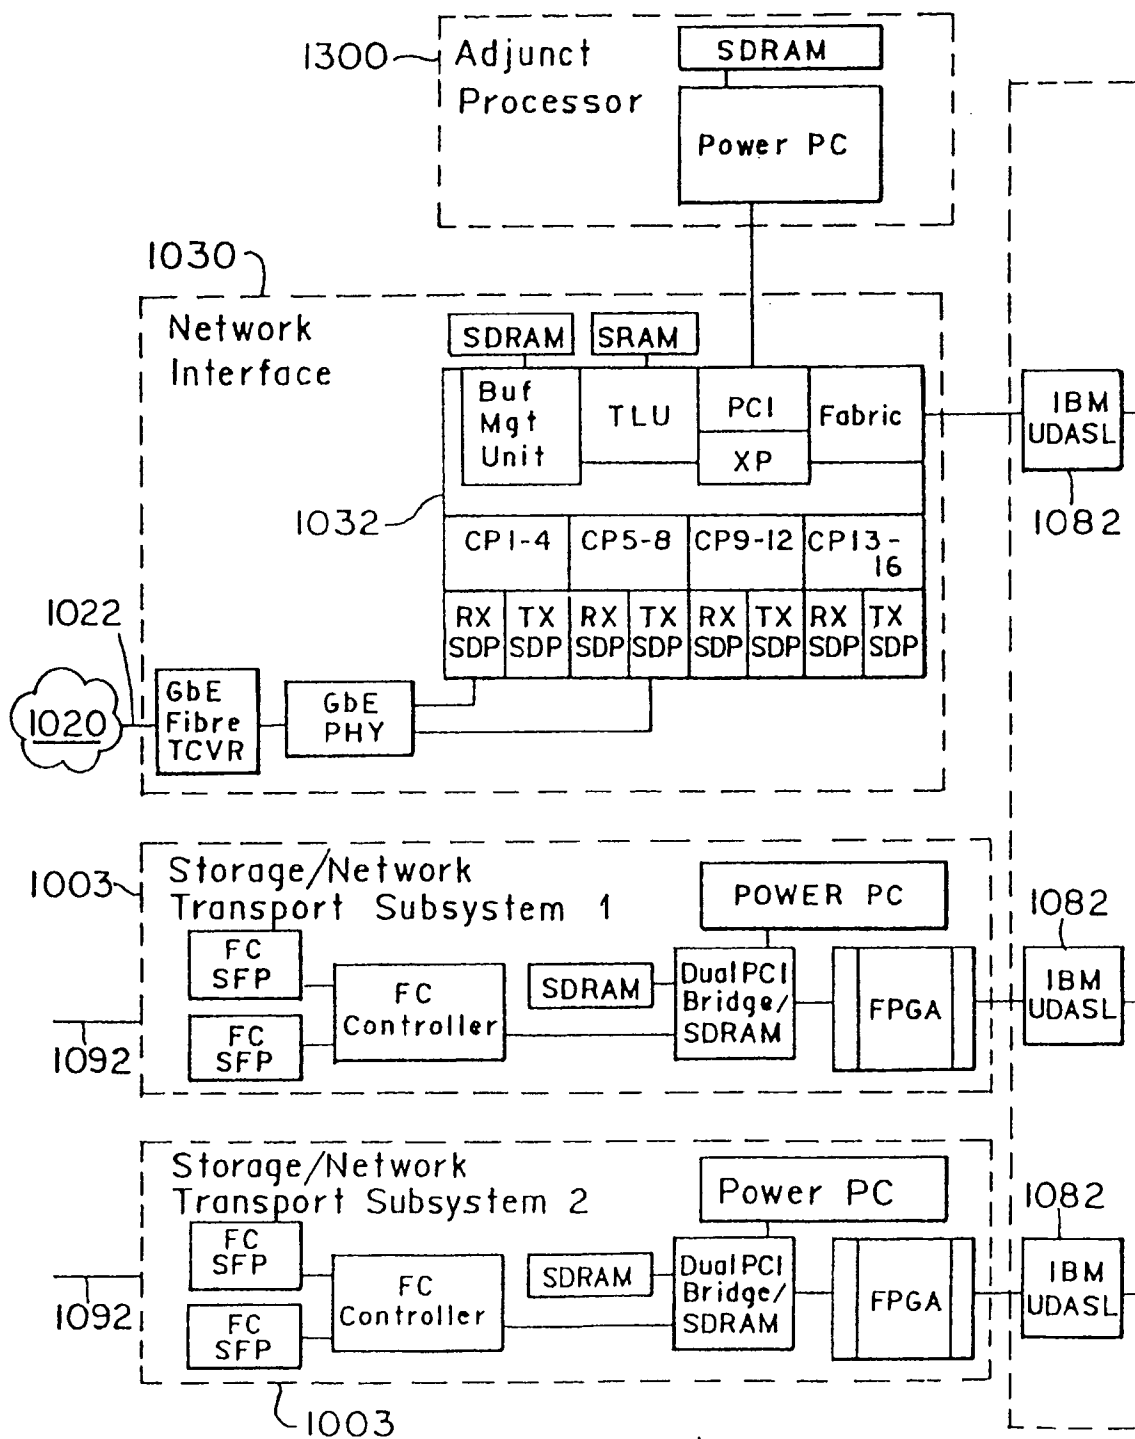 1300
Adjunct
Processor
SDRAM
Power PC
1030
Network
Interface
SDRAM
SRAM
Buf
Mgt
Unit
TLU
PCI
XP
Fabric
IBM
UDASL
1082
1032
CP1-4
CP5-8
CP9-12
CP13-
16
RX
SDP
TX
SDP
RX
SDP
TX
SDP
RX
SDP
TX
SDP
RX
SDP
TX
SDP
1022
1020
GbE
Fibre
TCVR
GbE
PHY
1003
Storage/Network
Transport Subsystem 1
POWER PC
FC
SFP
FC
SFP
FC
Controller
SDRAM
Dual PCI
Bridge/
SDRAM
FPGA
1082
IBM
UDASL
1092
Storage/Network
Transport Subsystem 2
Power PC
FC
SFP
FC
SFP
FC
Controller
SDRAM
Dual PCI
Bridge/
SDRAM
FPGA
1082
IBM
UDASL
1092
1003